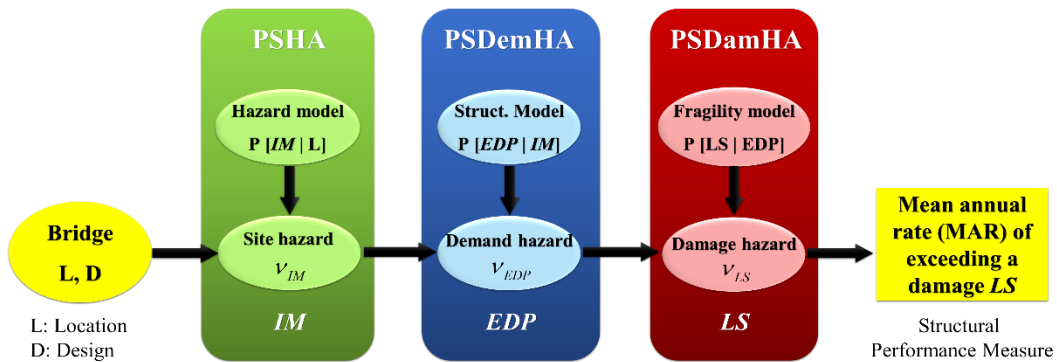 PSHA
Hazard model
P [IM | L]
Site hazard
νIM
IM
PSDemHA
Struct. Model
P [EDP | IM]
Demand hazard
νEDP
EDP
PSDamHA
Fragility model
P [LS | EDP]
Damage hazard
νLS
LS
Bridge
L, D
L: Location
D: Design
Mean annual
rate (MAR) of
exceeding a
damage LS
Structural
Performance Measure